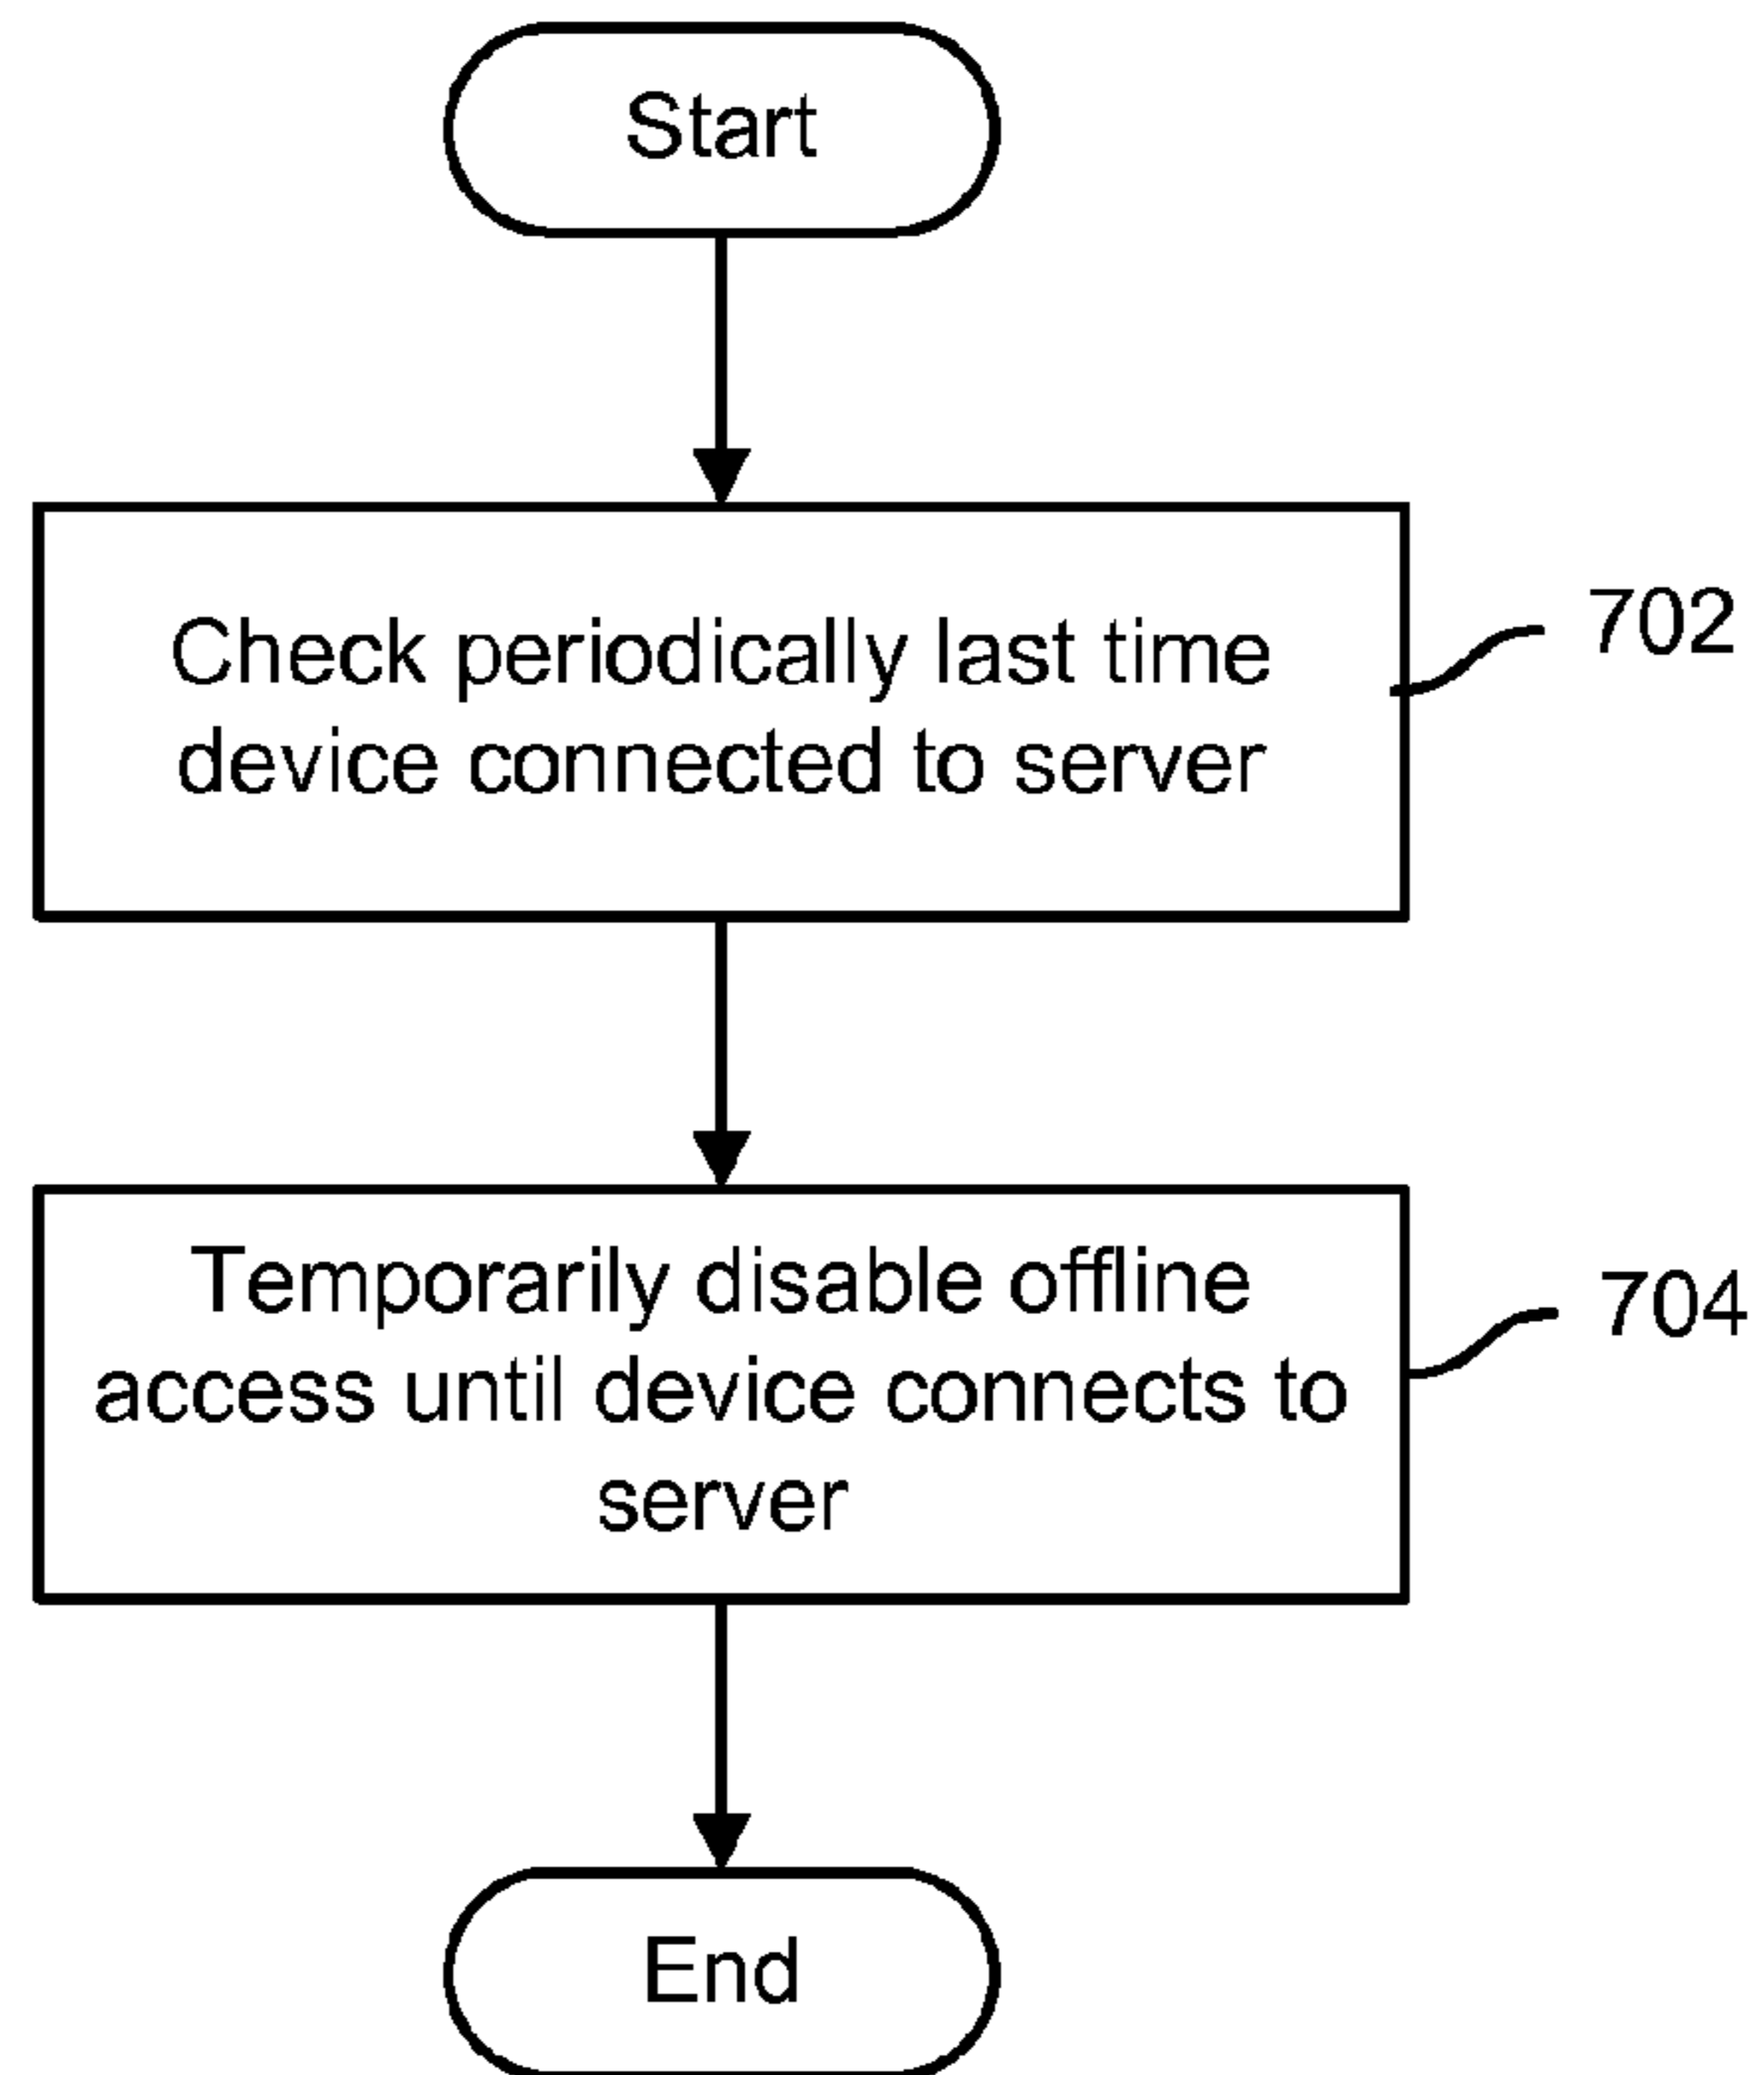 Start
Check periodically last time
device connected to server
702
Temporarily disable offline
access until device connects to
server
704
End